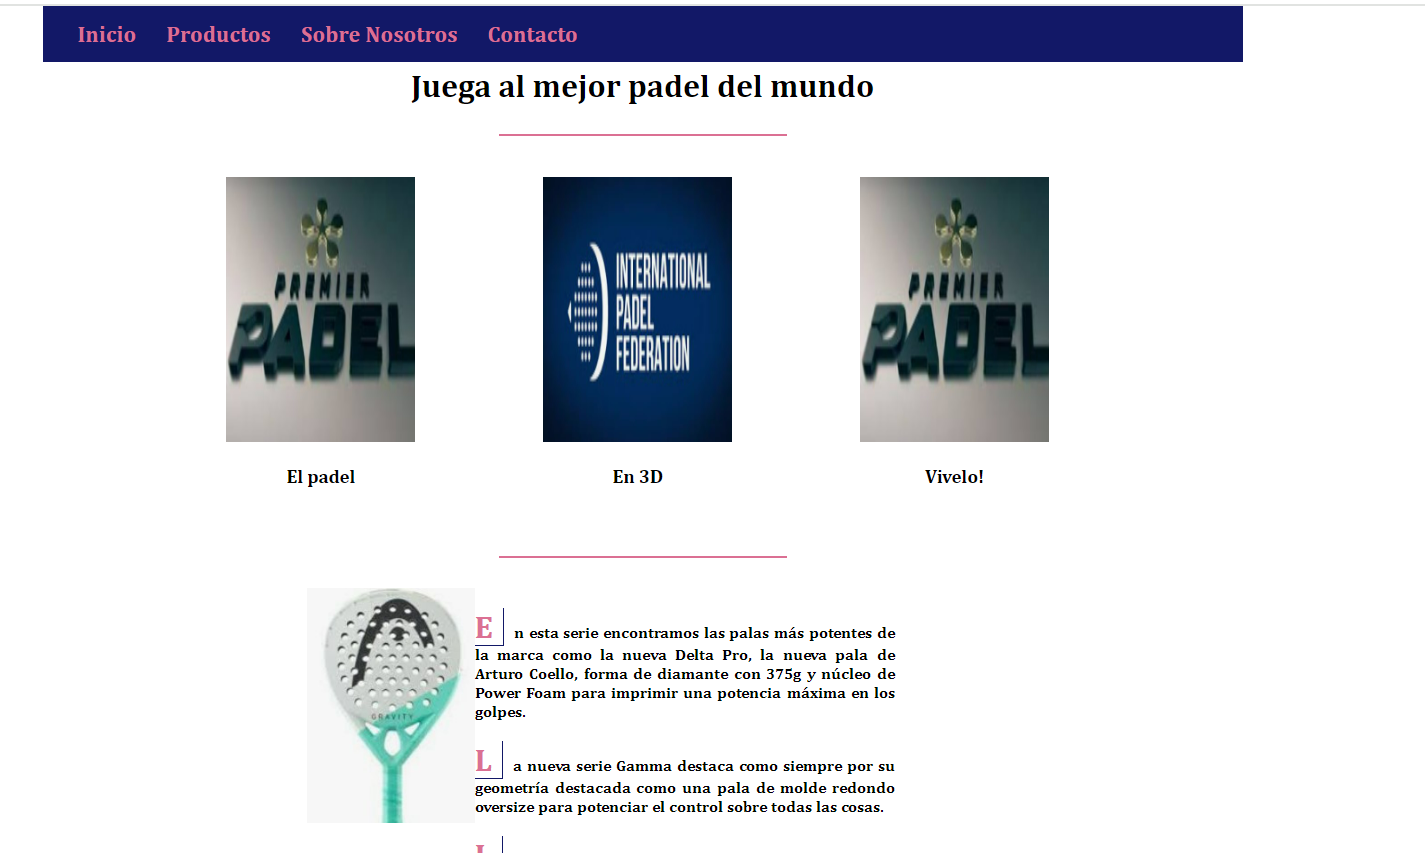 Inicio Productos Sobre Nosotros Contacto
Juega al mejor padel del mundo
PREMIER
PADEL
INTERNATIONAL
PADEL
FEDERATION
PREMIER
PADEL
El padel
En 3D
Vivelo!
GRAVITY
En esta serie encontramos las palas más potentes de
la marca como la nueva Delta Pro, la nueva pala de
Arturo Coello, forma de diamante con 375g y núcleo de
Power Foam para imprimir una potencia máxima en los
golpes.
La nueva serie Gamma destaca como siempre por su
geometría destacada como una pala de molde redondo
oversize para potenciar el control sobre todas las cosas.